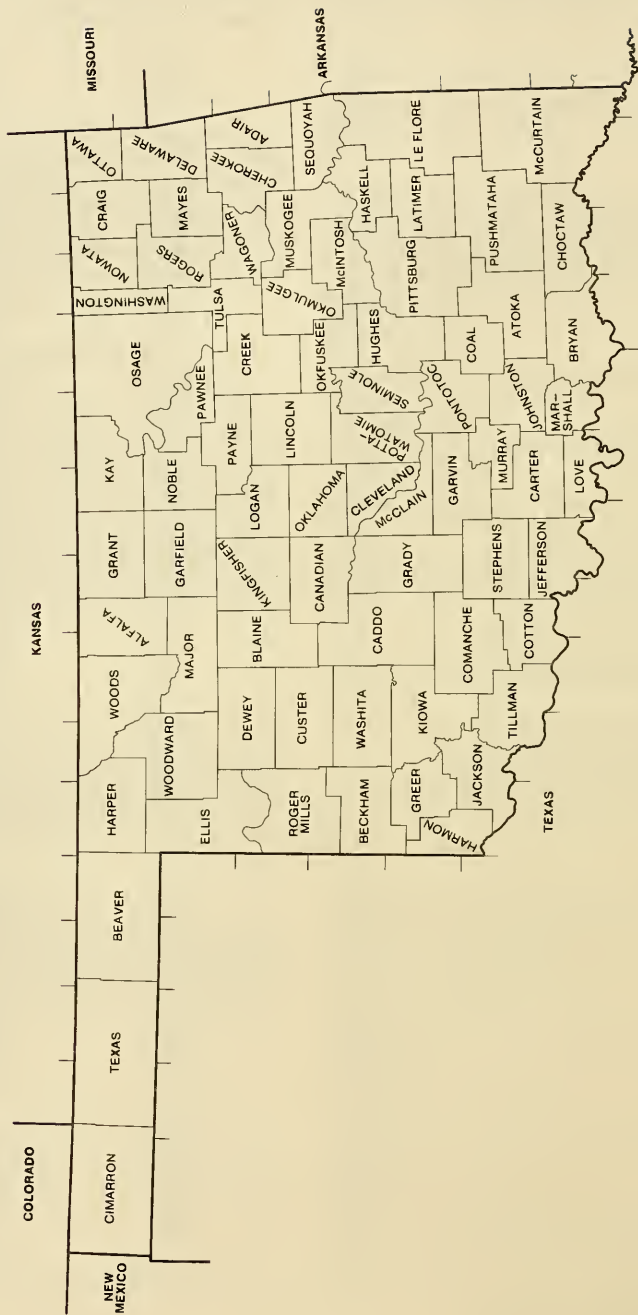 COLORADO
KANSAS
MISSOURI
NEW
MEXICO
CIMARRON
TEXAS
BEAVER
HARPER
WOODS
ALFALFA
GRANT
KAY
OSAGE
WASHINGTON
NOWATA
CRAIG
OTTAWA
ELLIS
WOODWARD
MAJOR
GARFIELD
NOBLE
PAWNEE
TULSA
ROGERS
MAYES
DELAWARE
ROGER
MILLS
DEWEY
BLAINE
KINGFISHER
LOGAN
PAYNE
CREEK
WAGONER
CHEROKEE
ADAIR
CUSTER
CANADIAN
OKLAHOMA
LINCOLN
OKFUSKEE
OKMULGEE
MUSKOGEE
SEQUOYAH
ARKANSAS
BECKHAM
WASHITA
CADDO
GRADY
CLEVELAND
McCLAIN
POTTA-
WATOMIE
SEMINOLE
HUGHES
McINTOSH
HASKELL
HARMON
GREER
JACKSON
KIOWA
COMANCHE
GARVIN
PONTOTOC
PITTSBURG
LATIMER
LE FLORE
TILLMAN
COTTON
STEPHENS
JEFFERSON
MURRAY
CARTER
LOVE
JOHNSTON
MAR-
SHALL
COAL
ATOKA
BRYAN
PUSHMATAHA
CHOCTAW
McCURTAIN
TEXAS